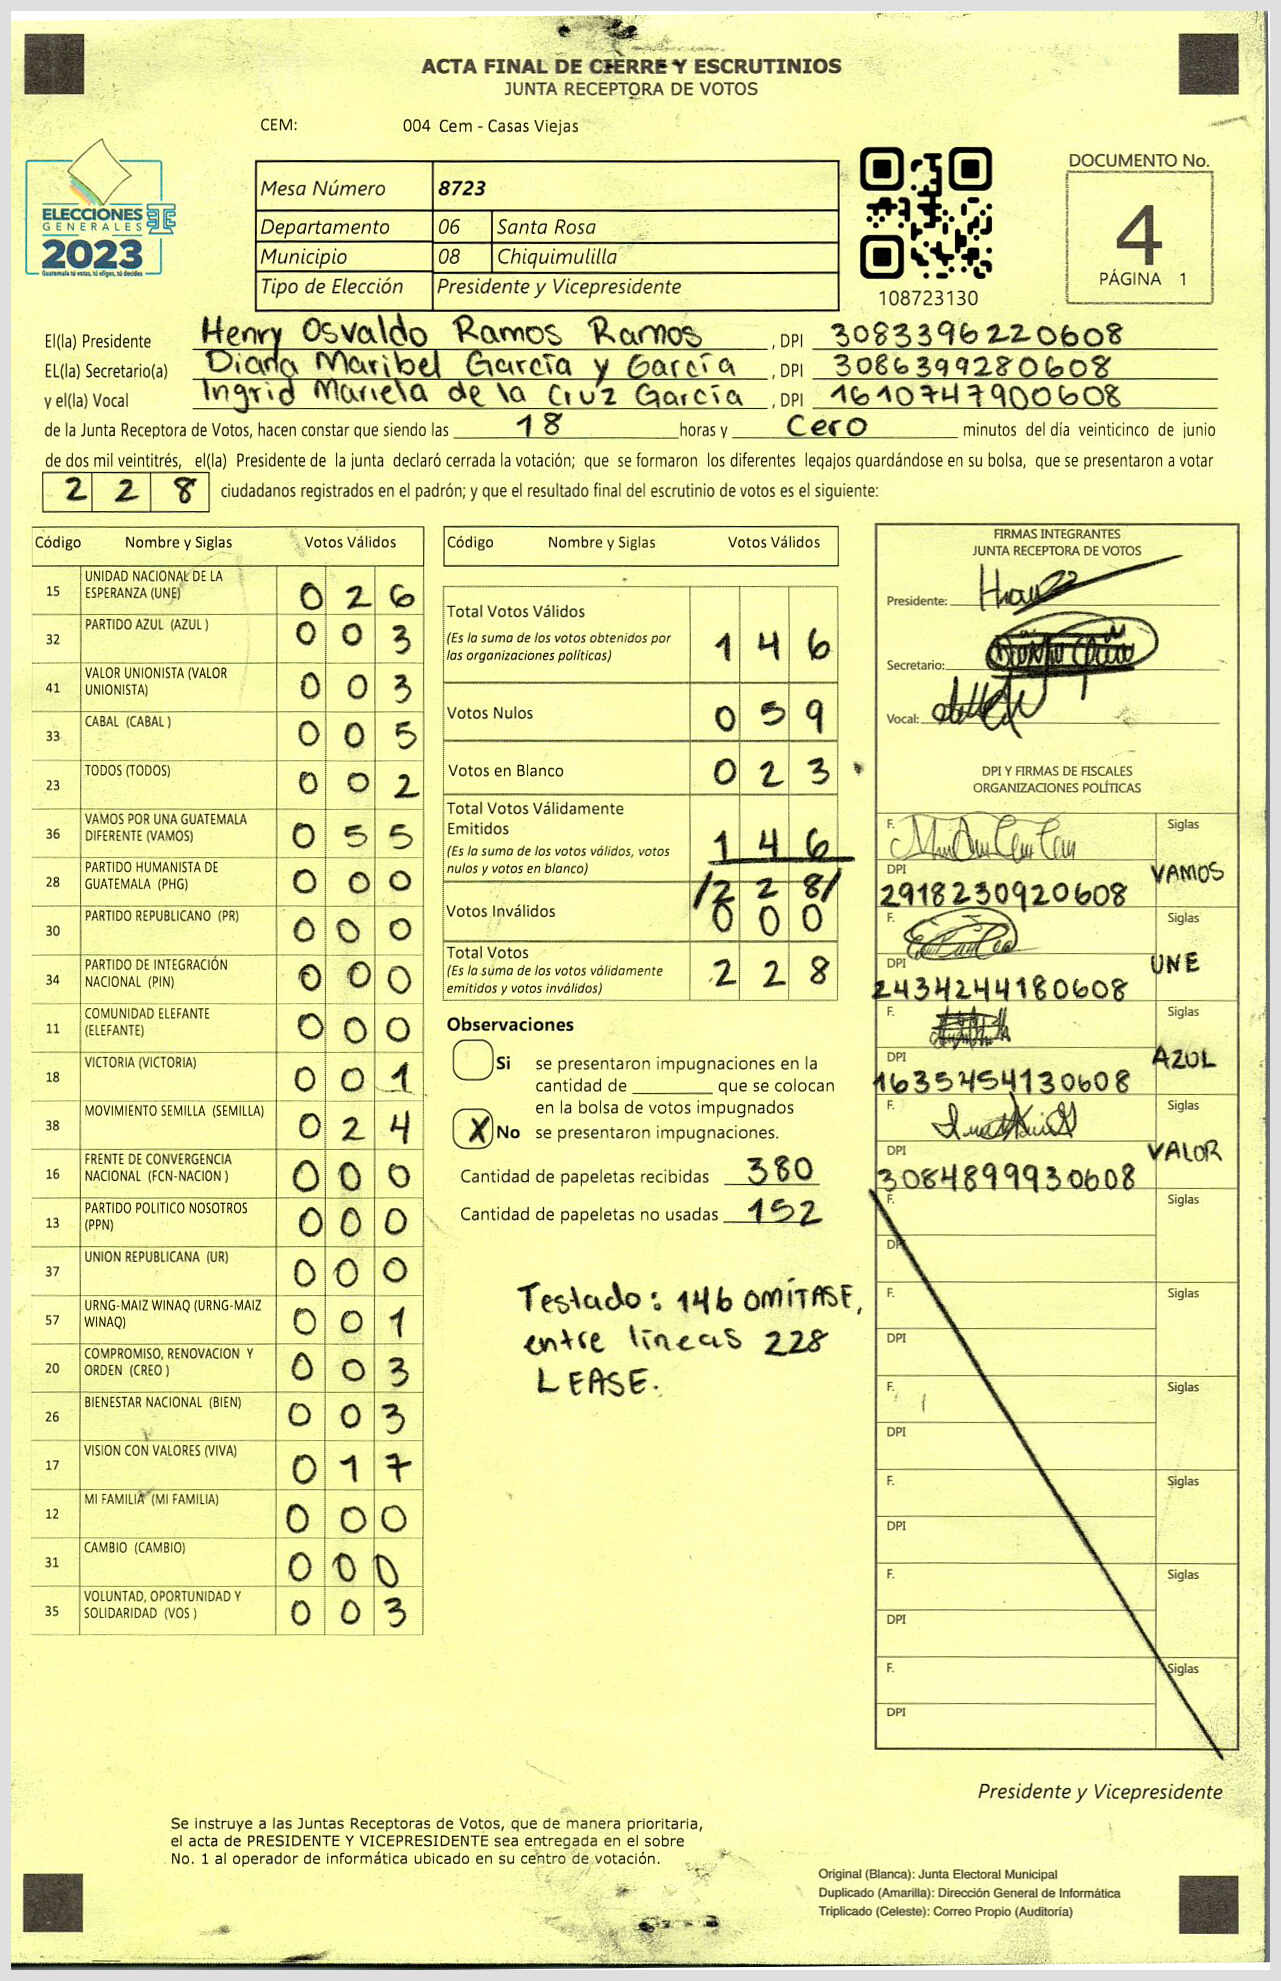 ACTA FINAL DE CIERRE Y ESCRUTINIOS
JUNTA RECEPTORA DE VOTOS
CEM: 004 Cem - Casas Viejas
ELECCIONES
GENERALES
2023
Guatemala tú votas, tú eliges, tú decides
Mesa Número 8723
Departamento 06 Santa Rosa
Municipio 08 Chiquimulilla
Tipo de Elección Presidente y Vicepresidente
108723130
DOCUMENTO No.
4
PÁGINA 1
El(la) Presidente Henry Osvaldo Ramos Ramos, DPI 3083396220608
EL(la) Secretario(a) Diana Maribel García y García, DPI 3086399280608
y el(la) Vocal Ingrid Mariela de la Cruz García, DPI 1610747900608
de la Junta Receptora de Votos, hacen constar que siendo las 18 horas y Cero minutos del día veinticinco de junio
de dos mil veintitrés, el(la) Presidente de la junta declaró cerrada la votación; que se formaron los diferentes legajos guardándose en su bolsa, que se presentaron a votar
2 2 8 ciudadanos registrados en el padrón; y que el resultado final del escrutinio de votos es el siguiente:
Código Nombre y Siglas Votos Válidos
15 UNIDAD NACIONAL DE LA ESPERANZA (UNE) 0 2 6
32 PARTIDO AZUL (AZUL ) 0 0 3
41 VALOR UNIONISTA (VALOR UNIONISTA) 0 0 3
33 CABAL (CABAL ) 0 0 5
23 TODOS (TODOS) 0 0 2
36 VAMOS POR UNA GUATEMALA DIFERENTE (VAMOS) 0 5 5
28 PARTIDO HUMANISTA DE GUATEMALA (PHG) 0 0 0
30 PARTIDO REPUBLICANO (PR) 0 0 0
34 PARTIDO DE INTEGRACIÓN NACIONAL (PIN) 0 0 0
11 COMUNIDAD ELEFANTE (ELEFANTE) 0 0 0
18 VICTORIA (VICTORIA) 0 0 1
38 MOVIMIENTO SEMILLA (SEMILLA) 0 2 4
16 FRENTE DE CONVERGENCIA NACIONAL (FCN-NACION ) 0 0 0
13 PARTIDO POLITICO NOSOTROS (PPN) 0 0 0
37 UNION REPUBLICANA (UR) 0 0 0
57 URNG-MAIZ WINAQ (URNG-MAIZ WINAQ) 0 0 1
20 COMPROMISO, RENOVACION Y ORDEN (CREO ) 0 0 3
26 BIENESTAR NACIONAL (BIEN) 0 0 3
17 VISION CON VALORES (VIVA) 0 1 7
12 MI FAMILIA (MI FAMILIA) 0 0 0
31 CAMBIO (CAMBIO) 0 0 0
35 VOLUNTAD, OPORTUNIDAD Y SOLIDARIDAD (VOS ) 0 0 3
Código Nombre y Siglas Votos Válidos
Total Votos Válidos
(Es la suma de los votos obtenidos por
las organizaciones políticas) 1 4 6
Votos Nulos 0 5 9
Votos en Blanco 0 2 3
Total Votos Válidamente
Emitidos 1 4 6
(Es la suma de los votos válidos, votos
nulos y votos en blanco) /2 2 8/
Votos Inválidos 0 0 0
Total Votos
(Es la suma de los votos válidamente
emitidos y votos inválidos) 2 2 8
Observaciones
Si se presentaron impugnaciones en la
cantidad de ________ que se colocan
en la bolsa de votos impugnados
X No se presentaron impugnaciones.
Cantidad de papeletas recibidas 380
Cantidad de papeletas no usadas 152
Testado: 146 OMÍTASE,
entre líneas 228
LEASE.
FIRMAS INTEGRANTES
JUNTA RECEPTORA DE VOTOS
Presidente:
Secretario:
Vocal:
DPI Y FIRMAS DE FISCALES
ORGANIZACIONES POLÍTICAS
F. Siglas
DPI 2918230920608 VAMOS
F. Siglas
DPI 2434244180608 UNE
F. Siglas
DPI 1635454130608 AZUL
F. Siglas
DPI 3084899930608 VALOR
F. Siglas
DPI
F. Siglas
DPI
F. Siglas
DPI
F. Siglas
DPI
F. Siglas
DPI
F. Siglas
DPI
Presidente y Vicepresidente
Se instruye a las Juntas Receptoras de Votos, que de manera prioritaria,
el acta de PRESIDENTE Y VICEPRESIDENTE sea entregada en el sobre
No. 1 al operador de informática ubicado en su centro de votación.
Original (Blanca): Junta Electoral Municipal
Duplicado (Amarilla): Dirección General de Informática
Triplicado (Celeste): Correo Propio (Auditoría)